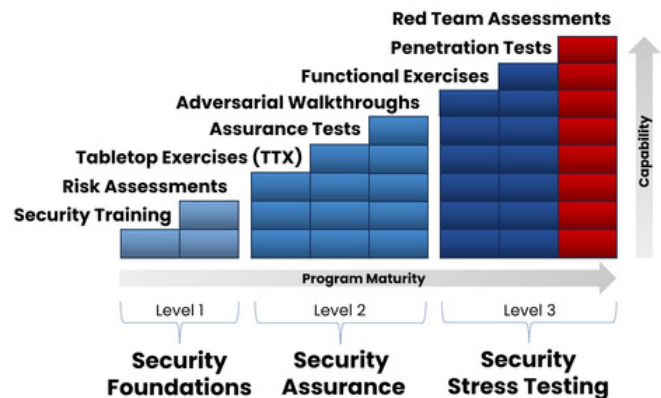 Red Team Assessments
Penetration Tests
Functional Exercises
Adversarial Walkthroughs
Assurance Tests
Tabletop Exercises (TTX)
Risk Assessments
Security Training
Capability
Program Maturity
Level 1
Level 2
Level 3
Security
Foundations
Security
Assurance
Security
Stress Testing